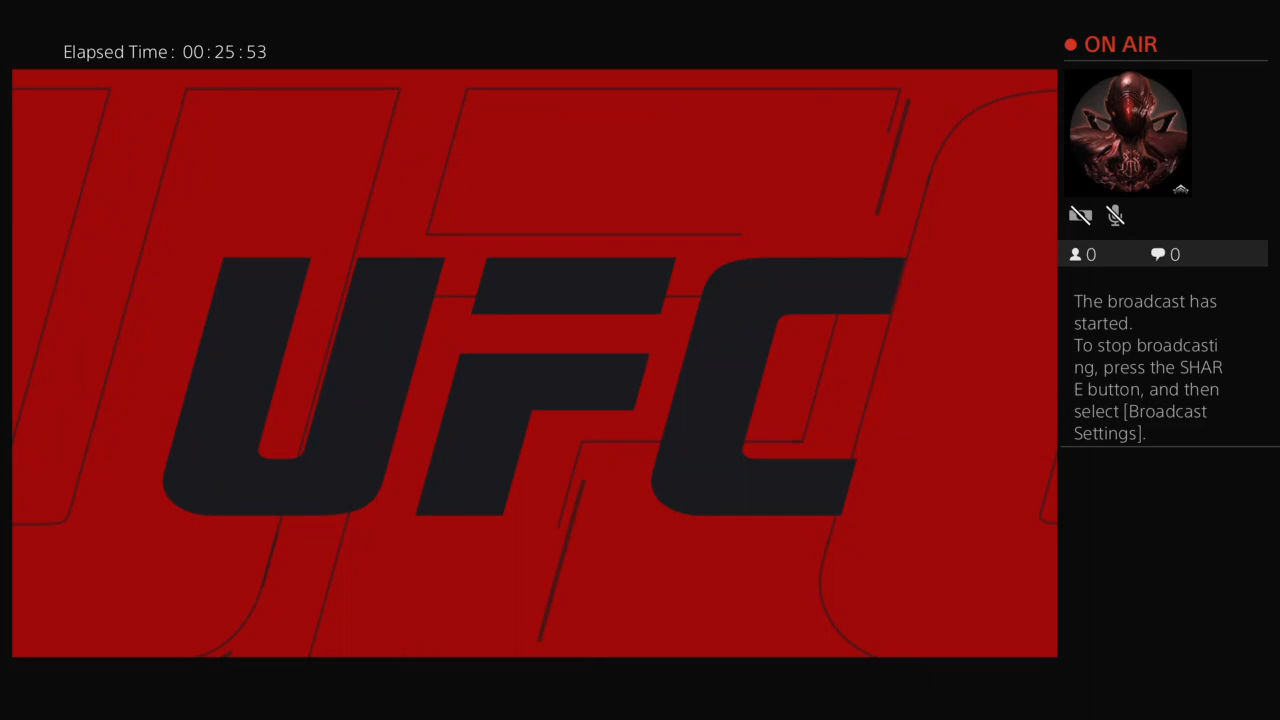 Elapsed Time: 00:25:53
ON AIR
UFC
0 0
The broadcast has
started.
To stop broadcasti
ng, press the SHAR
E button, and then
select [Broadcast
Settings].